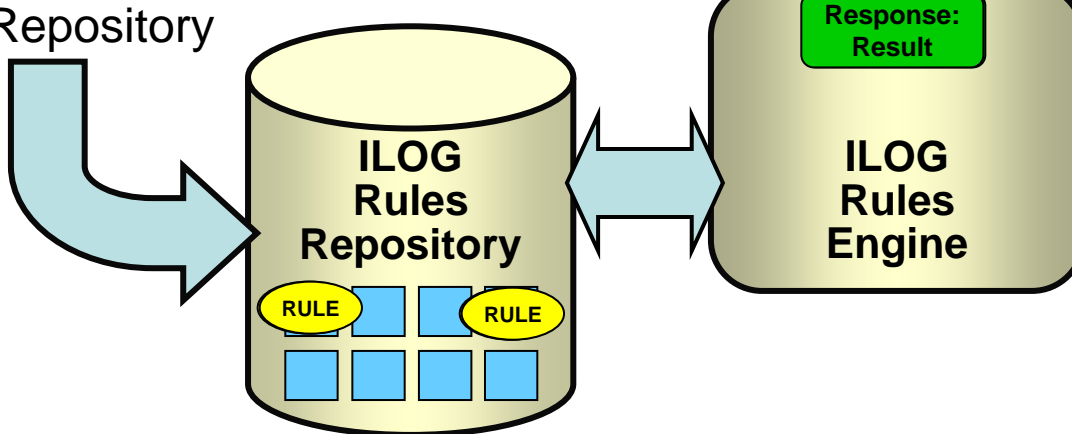 Repository
Response:
Result
ILOG
Rules
Repository
RULE
RULE
ILOG
Rules
Engine